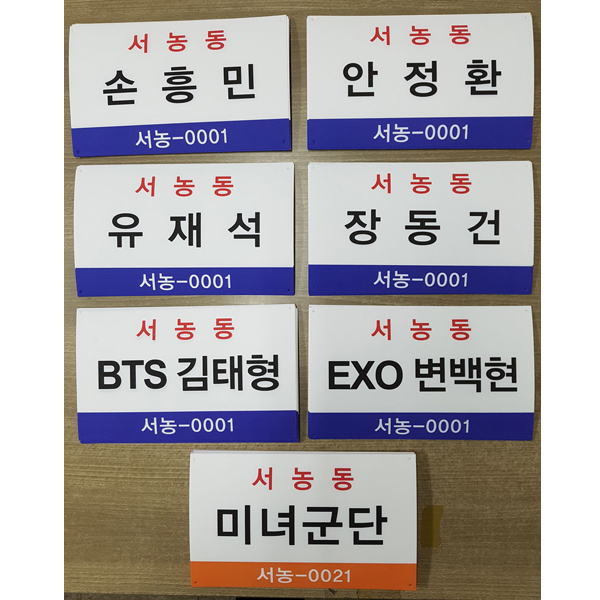 서농동
손흥민
서농-0001
서농동
안정환
서농-0001
서농동
유재석
서농-0001
서농동
장동건
서농-0001
서농동
BTS 김태형
서농-0001
서농동
EXO 변백현
서농-0001
서농동
미녀군단
서농-0021